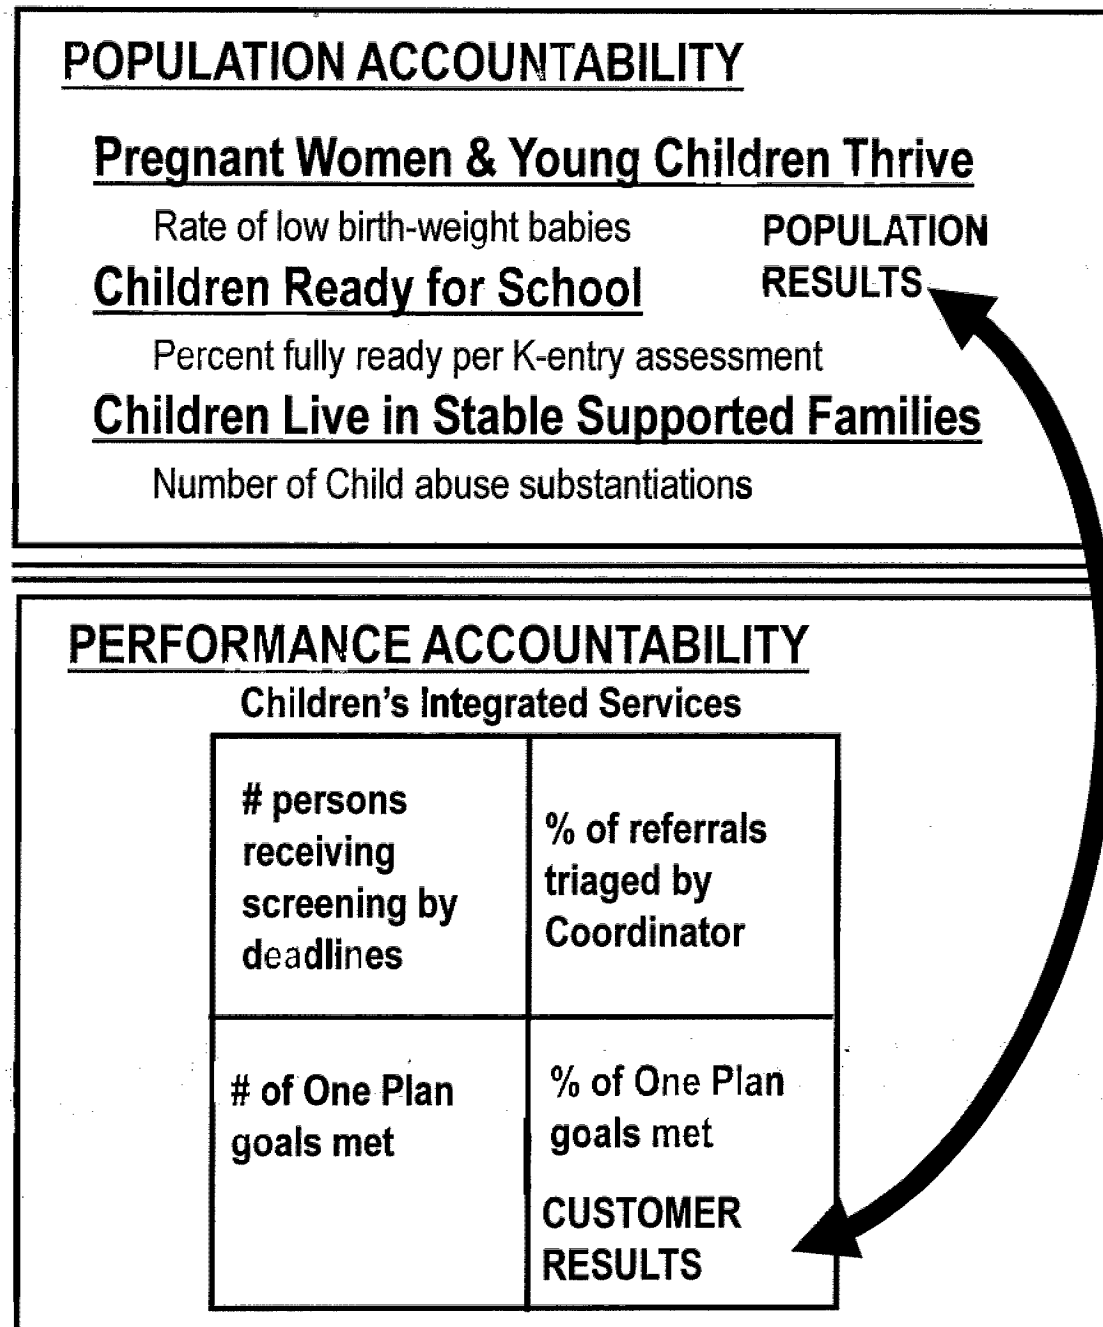 POPULATION ACCOUNTABILITY
Pregnant Women & Young Children Thrive
Rate of low birth-weight babies
POPULATION
RESULTS
Children Ready for School
Percent fully ready per K-entry assessment
Children Live in Stable Supported Families
Number of Child abuse substantiations
PERFORMANCE ACCOUNTABILITY
Children's Integrated Services
# persons
receiving
screening by
deadlines
% of referrals
triaged by
Coordinator
# of One Plan
goals met
% of One Plan
goals met
CUSTOMER
RESULTS